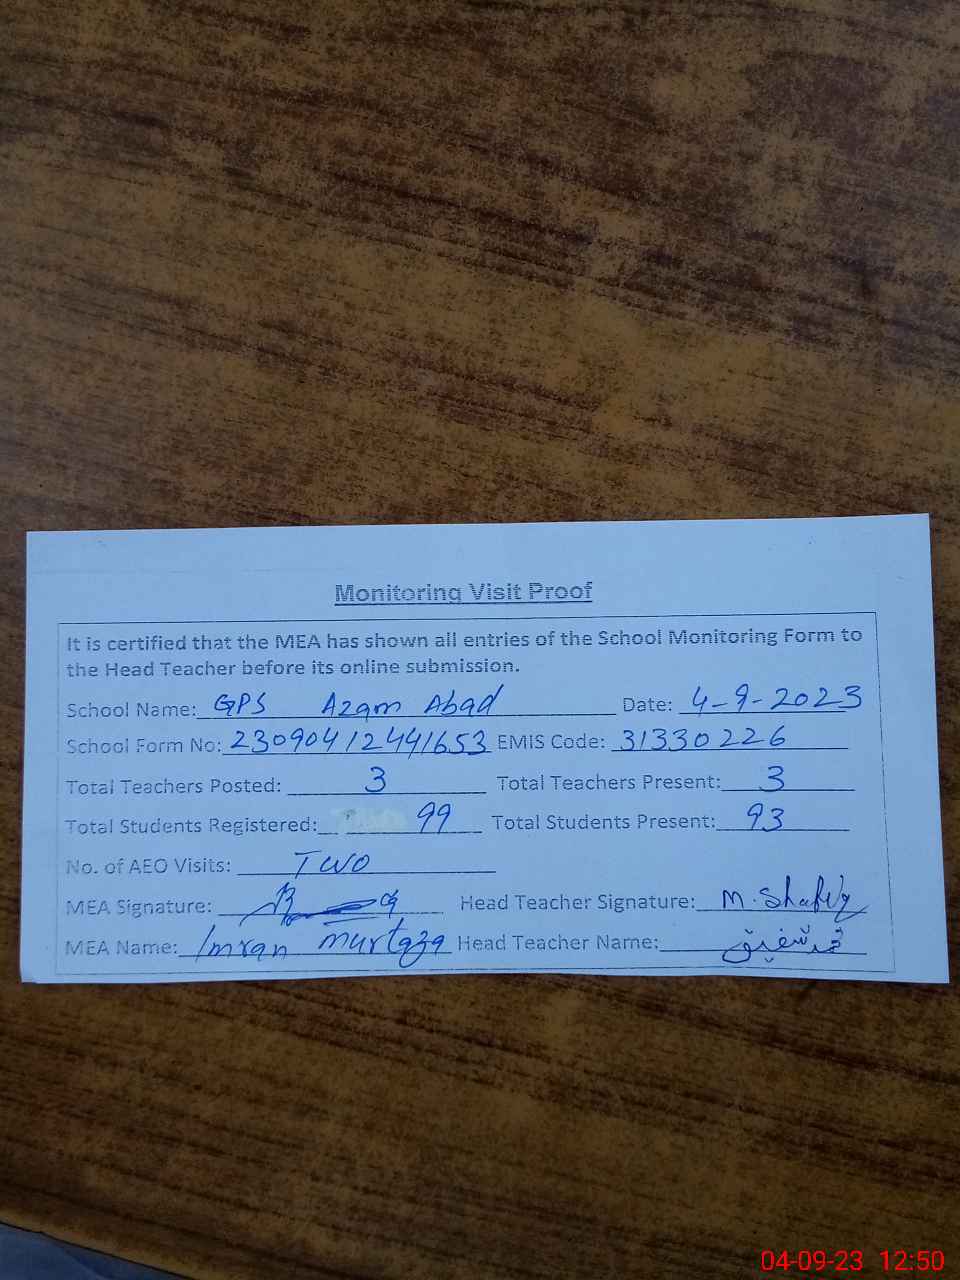 Monitoring Visit Proof
It is certified that the MEA has shown all entries of the School Monitoring Form to
the Head Teacher before its online submission.
School Name: GPS Azam Abad Date: 4-9-2023
School Form No: 230904124441653 EMIS Code: 31330226
Total Teachers Posted: 3 Total Teachers Present: 3
Total Students Registered: 99 Total Students Present: 93
No. of AEO Visits: Two
MEA Signature: Head Teacher Signature: M. Shafiq
MEA Name: Imran Murtaza Head Teacher Name: محمد شفیق
04-09-23 12:50